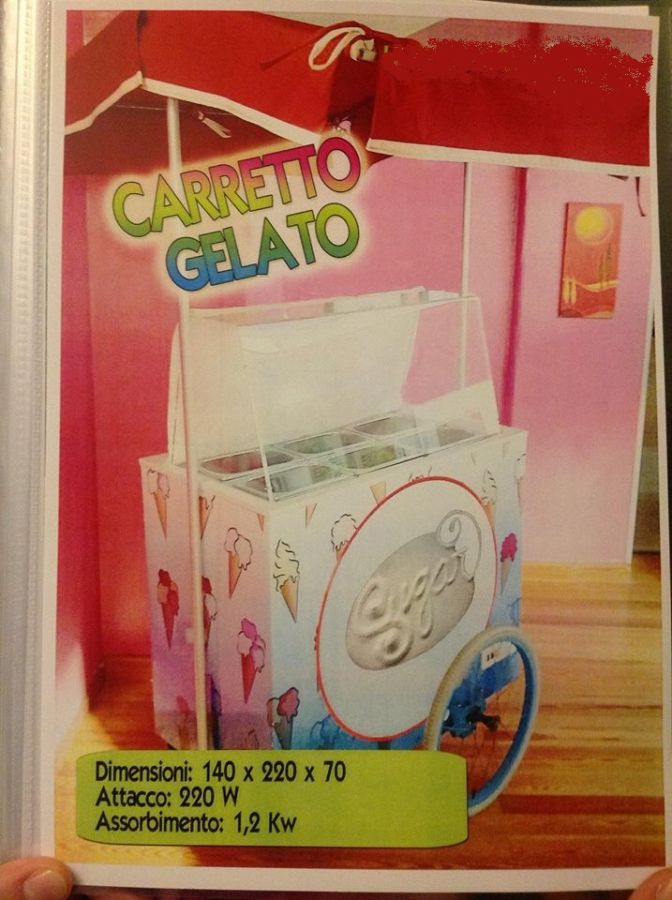 CARRETTO
GELATO
Sugar
Dimensioni: 140 x 220 x 70
Attacco: 220 W
Assorbimento: 1,2 Kw